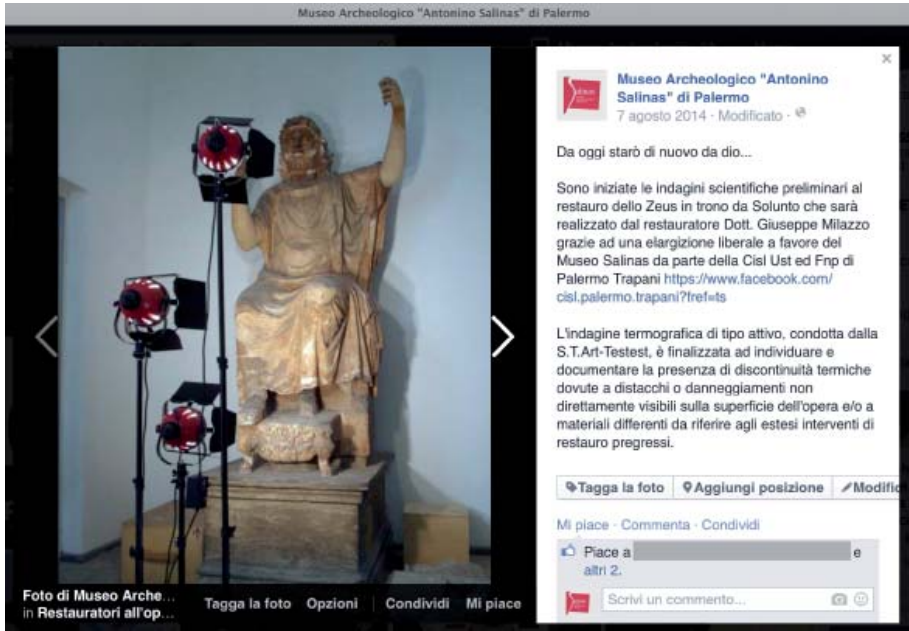 Museo Archeologico "Antonino Salinas" di Palermo
Museo Archeologico "Antonino
Salinas" di Palermo
7 agosto 2014 · Modificato ·
Da oggi starò di nuovo da dio...
Sono iniziate le indagini scientifiche preliminari al
restauro dello Zeus in trono da Solunto che sarà
realizzato dal restauratore Dott. Giuseppe Milazzo
grazie ad una elargizione liberale a favore del
Museo Salinas da parte della Cisl Ust ed Fnp di
Palermo Trapani https://www.facebook.com/
cisl.palermo.trapani?fref=ts
L'indagine termografica di tipo attivo, condotta dalla
S.T.Art-Testest, è finalizzata ad individuare e
documentare la presenza di discontinuità termiche
dovute a distacchi o danneggiamenti non
direttamente visibili sulla superficie dell'opera e/o a
materiali differenti da riferire agli estesi interventi di
restauro pregressi.
Tagga la foto Aggiungi posizione Modific
Mi piace · Commenta · Condividi
Piace a e
altri 2.
Scrivi un commento...
Foto di Museo Arche...
in Restauratori all'op...
Tagga la foto Opzioni Condividi Mi piace